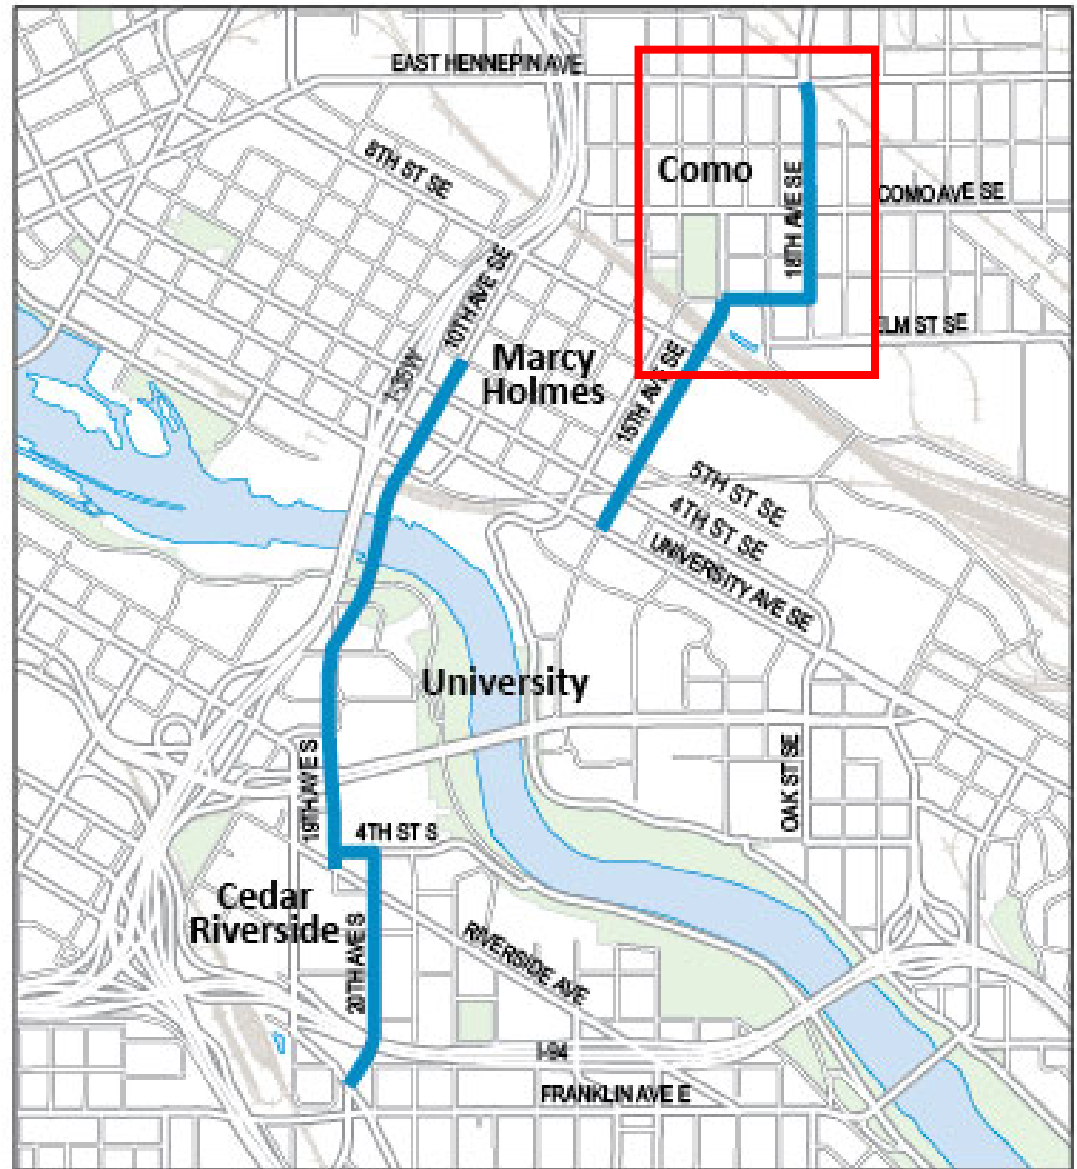 EAST HENNEPIN AVE
8TH ST SE
Como
18TH AVE SE
COMO AVE SE
10TH AVE SE
ELM ST SE
I-35W
Marcy
Holmes
15TH AVE SE
5TH ST SE
4TH ST SE
UNIVERSITY AVE SE
University
19TH AVE S
OAK ST SE
4TH ST S
Cedar
Riverside
20TH AVE S
RIVERSIDE AVE
I-94
FRANKLIN AVE E